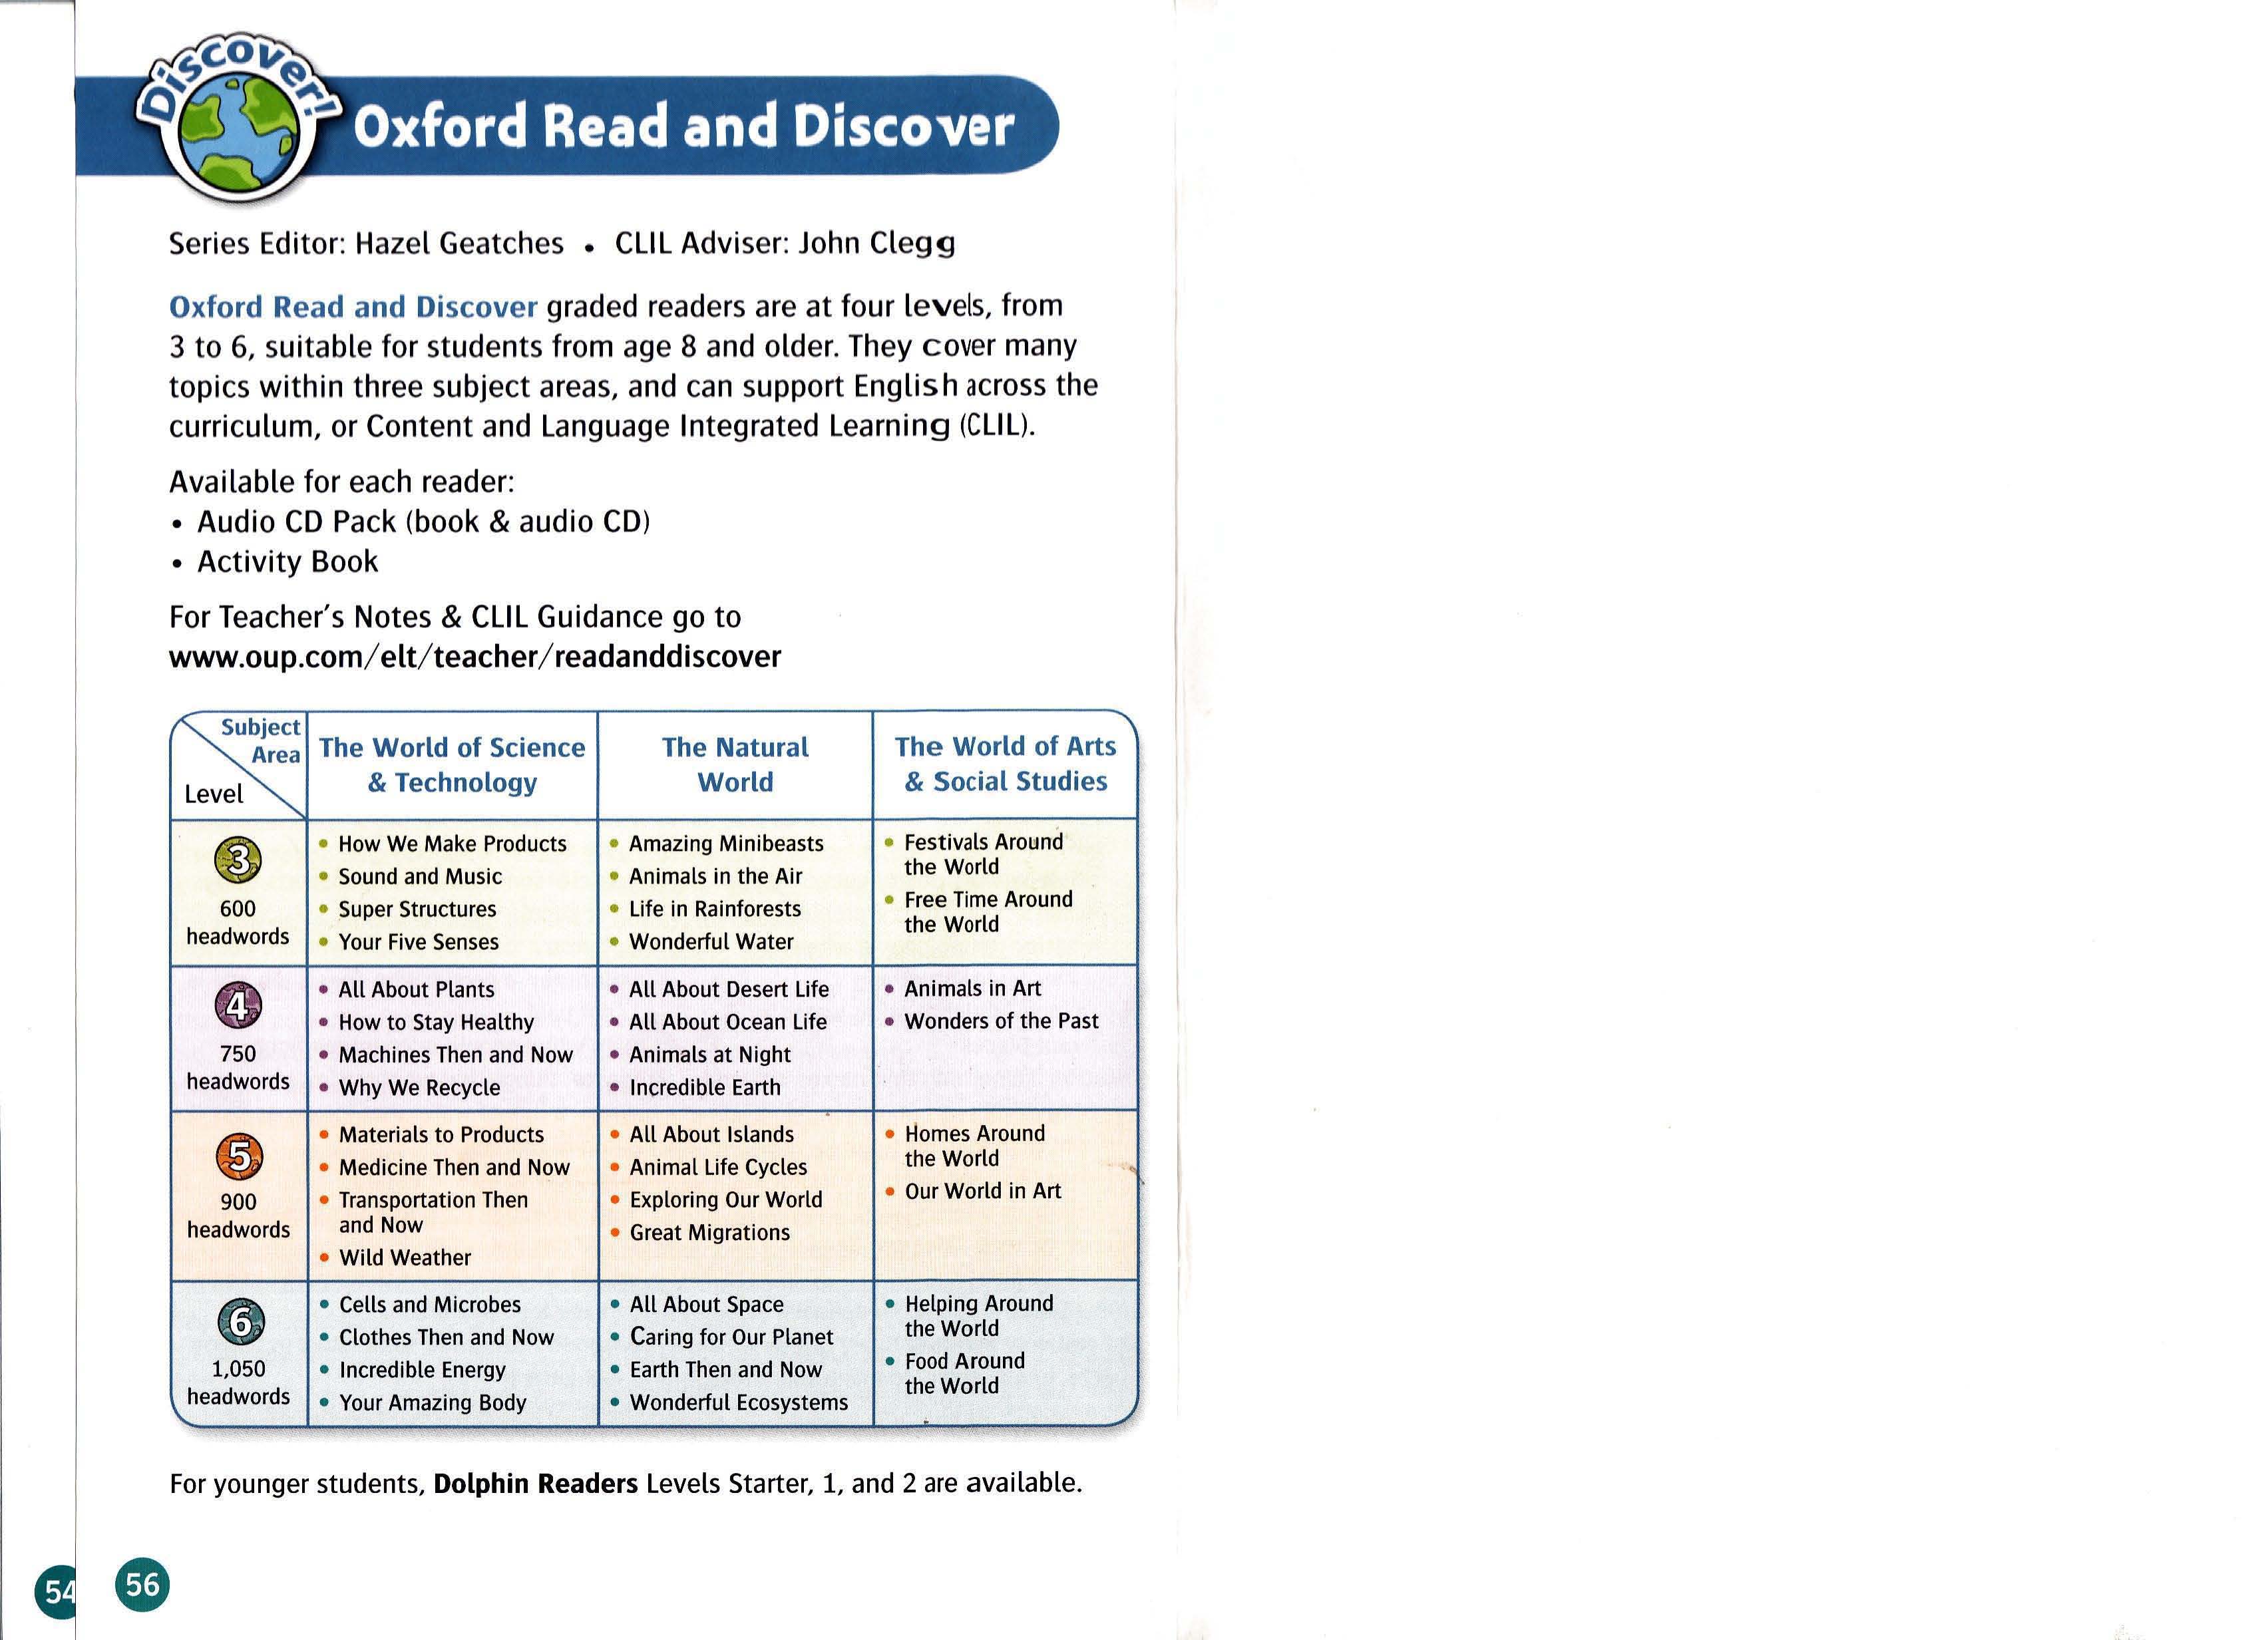 Discover!
Oxford Read and Discover
Series Editor: Hazel Geatches • CLIL Adviser: John Clegg
Oxford Read and Discover graded readers are at four levels, from
3 to 6, suitable for students from age 8 and older. They cover many
topics within three subject areas, and can support English across the
curriculum, or Content and Language Integrated Learning (CLIL).
Available for each reader:
• Audio CD Pack (book & audio CD)
• Activity Book
For Teacher's Notes & CLIL Guidance go to
www.oup.com/elt/teacher/readanddiscover
Subject
Area
Level
The World of Science
& Technology
The Natural
World
The World of Arts
& Social Studies
3
600
headwords
• How We Make Products
• Sound and Music
• Super Structures
• Your Five Senses
• Amazing Minibeasts
• Animals in the Air
• Life in Rainforests
• Wonderful Water
• Festivals Around
the World
• Free Time Around
the World
4
750
headwords
• All About Plants
• How to Stay Healthy
• Machines Then and Now
• Why We Recycle
• All About Desert Life
• All About Ocean Life
• Animals at Night
• Incredible Earth
• Animals in Art
• Wonders of the Past
5
900
headwords
• Materials to Products
• Medicine Then and Now
• Transportation Then
and Now
• Wild Weather
• All About Islands
• Animal Life Cycles
• Exploring Our World
• Great Migrations
• Homes Around
the World
• Our World in Art
6
1,050
headwords
• Cells and Microbes
• Clothes Then and Now
• Incredible Energy
• Your Amazing Body
• All About Space
• Caring for Our Planet
• Earth Then and Now
• Wonderful Ecosystems
• Helping Around
the World
• Food Around
the World
For younger students, Dolphin Readers Levels Starter, 1, and 2 are available.
54
56